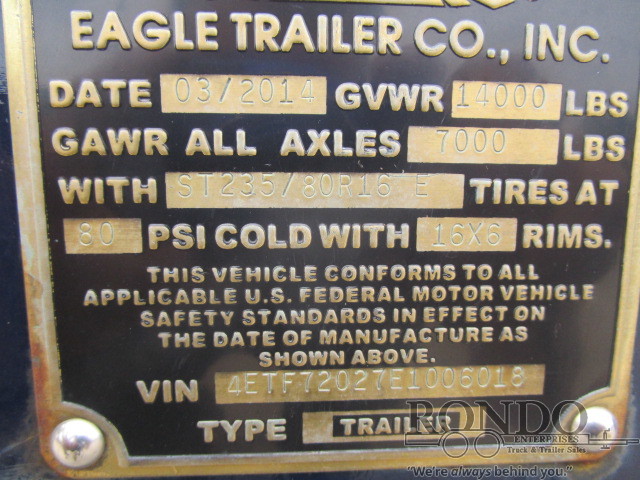 EAGLE TRAILER CO., INC.
DATE 03/2014 GVWR 14000 LBS
GAWR ALL AXLES 7000 LBS
WITH ST235/80R16 E TIRES AT
80 PSI COLD WITH 16X6 RIMS.
THIS VEHICLE CONFORMS TO ALL
APPLICABLE U.S. FEDERAL MOTOR VEHICLE
SAFETY STANDARDS IN EFFECT ON
THE DATE OF MANUFACTURE AS
SHOWN ABOVE.
VIN 4ETF72027E1006018
TYPE TRAILER
RONDO
ENTERPRISES
Truck & Trailer Sales
"We're always behind you."